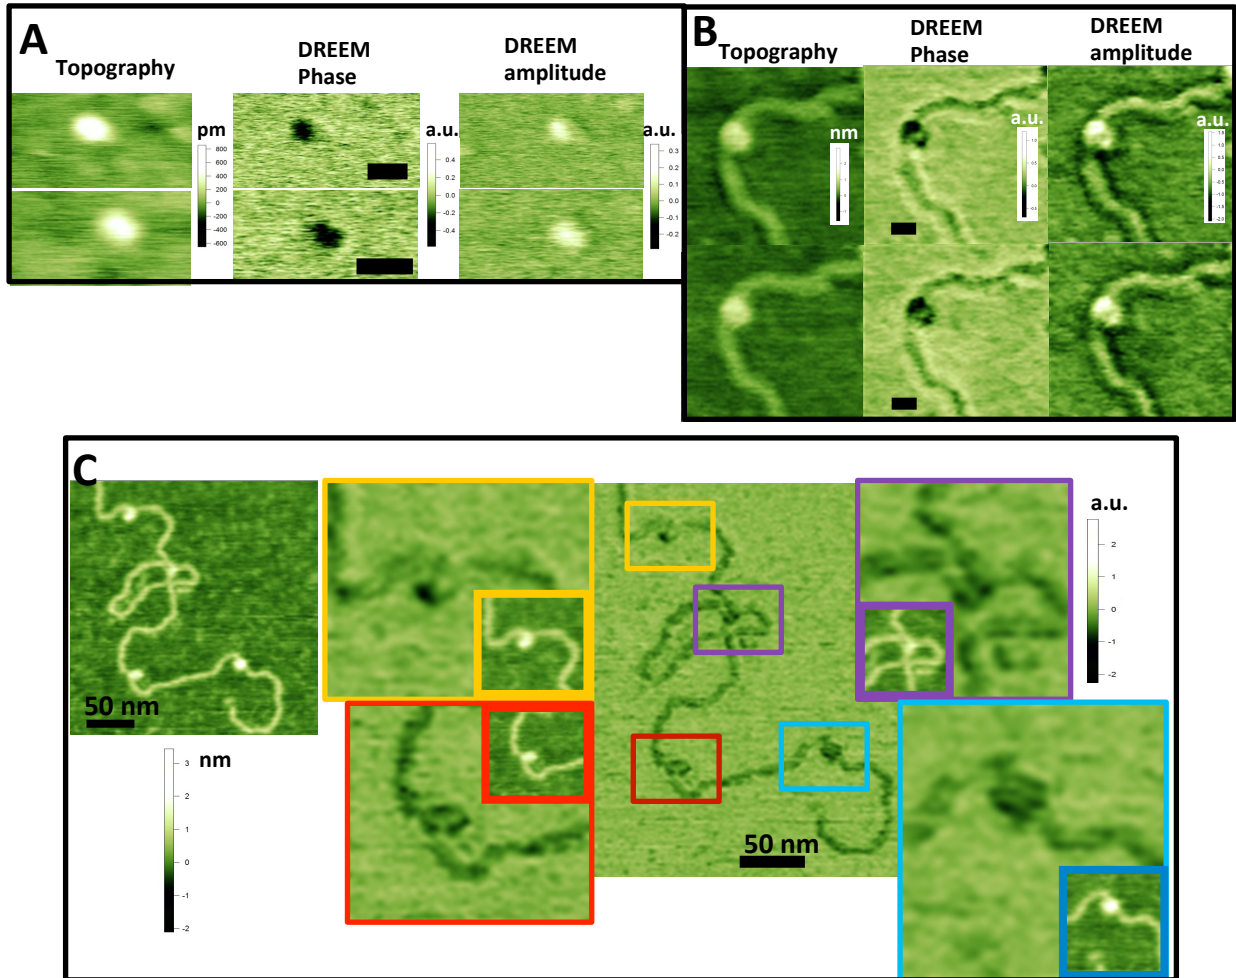 A
Topography
DREEM
Phase
DREEM
amplitude
pm
800
600
400
200
0
-200
-400
-600
a.u.
0.4
0.2
0.0
-0.2
-0.4
a.u.
0.3
0.2
0.1
0.0
-0.1
-0.2
B
Topography
DREEM
Phase
DREEM
amplitude
nm
a.u.
a.u.
C
50 nm
nm
3
2
1
0
-1
-2
50 nm
a.u.
2
1
0
-1
-2